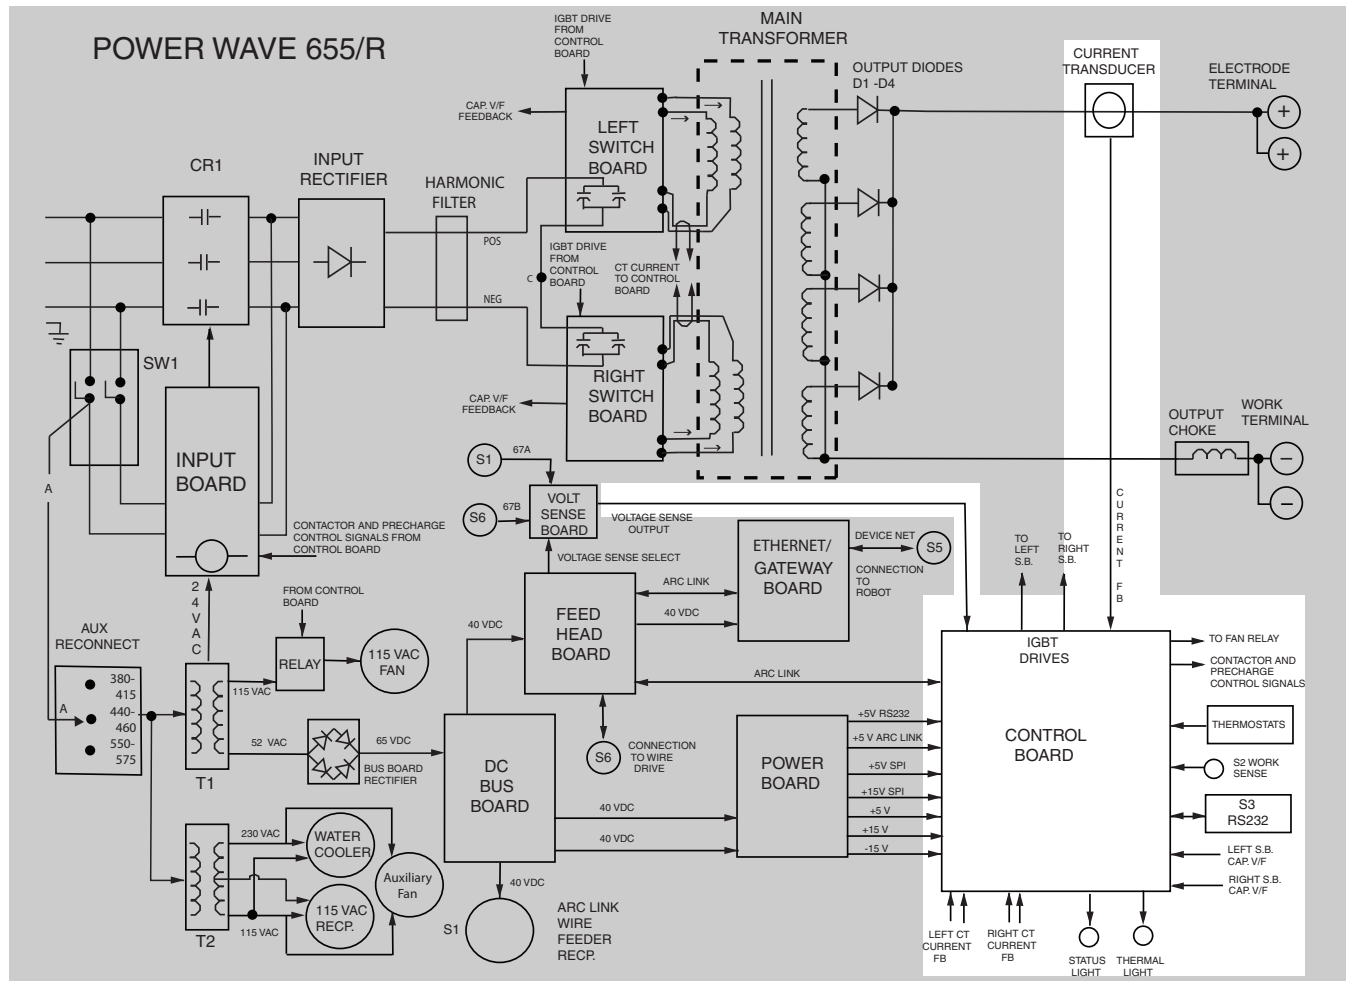 POWER WAVE 655/R
IGBT DRIVE
FROM
CONTROL
BOARD
MAIN
TRANSFORMER
OUTPUT DIODES
D1 -D4
CURRENT
TRANSDUCER
ELECTRODE
TERMINAL
+
+
CAP. V/F
FEEDBACK
LEFT
SWITCH
BOARD
CR1
INPUT
RECTIFIER
HARMONIC
FILTER
POS
NEG
C
IGBT DRIVE
FROM
CONTROL
BOARD
CT CURRENT
TO CONTROL
BOARD
RIGHT
SWITCH
BOARD
CAP. V/F
FEEDBACK
SW1
A
INPUT
BOARD
CONTACTOR AND PRECHARGE
CONTROL SIGNALS FROM
CONTROL BOARD
OUTPUT
CHOKE
WORK
TERMINAL
–
–
S1
67A
S6
67B
VOLT
SENSE
BOARD
VOLTAGE SENSE
OUTPUT
VOLTAGE SENSE SELECT
ETHERNET/
GATEWAY
BOARD
DEVICE NET
S5
CONNECTION
TO
ROBOT
TO
LEFT
S.B.
TO
RIGHT
S.B.
C
U
R
R
E
N
T
F
B
2
4
V
A
C
FROM CONTROL
BOARD
RELAY
115 VAC
FAN
115 VAC
AUX
RECONNECT
380-
415
A
440-
460
550-
575
T1
52 VAC
BUS BOARD
RECTIFIER
65 VDC
40 VDC
FEED
HEAD
BOARD
ARC LINK
40 VDC
ARC LINK
S6
CONNECTION
TO WIRE
DRIVE
DC
BUS
BOARD
40 VDC
40 VDC
40 VDC
S1
ARC LINK
WIRE
FEEDER
RECP.
POWER
BOARD
+5V RS232
+5 V ARC LINK
+5V SPI
+15V SPI
+5 V
+15 V
-15 V
IGBT
DRIVES
CONTROL
BOARD
TO FAN RELAY
CONTACTOR AND
PRECHARGE
CONTROL SIGNALS
THERMOSTATS
S2 WORK
SENSE
S3
RS232
LEFT S.B.
CAP. V/F
RIGHT S.B.
CAP. V/F
LEFT CT
CURRENT
FB
RIGHT CT
CURRENT
FB
STATUS
LIGHT
THERMAL
LIGHT
T2
230 VAC
WATER
COOLER
Auxiliary
Fan
115 VAC
RECP.
115 VAC